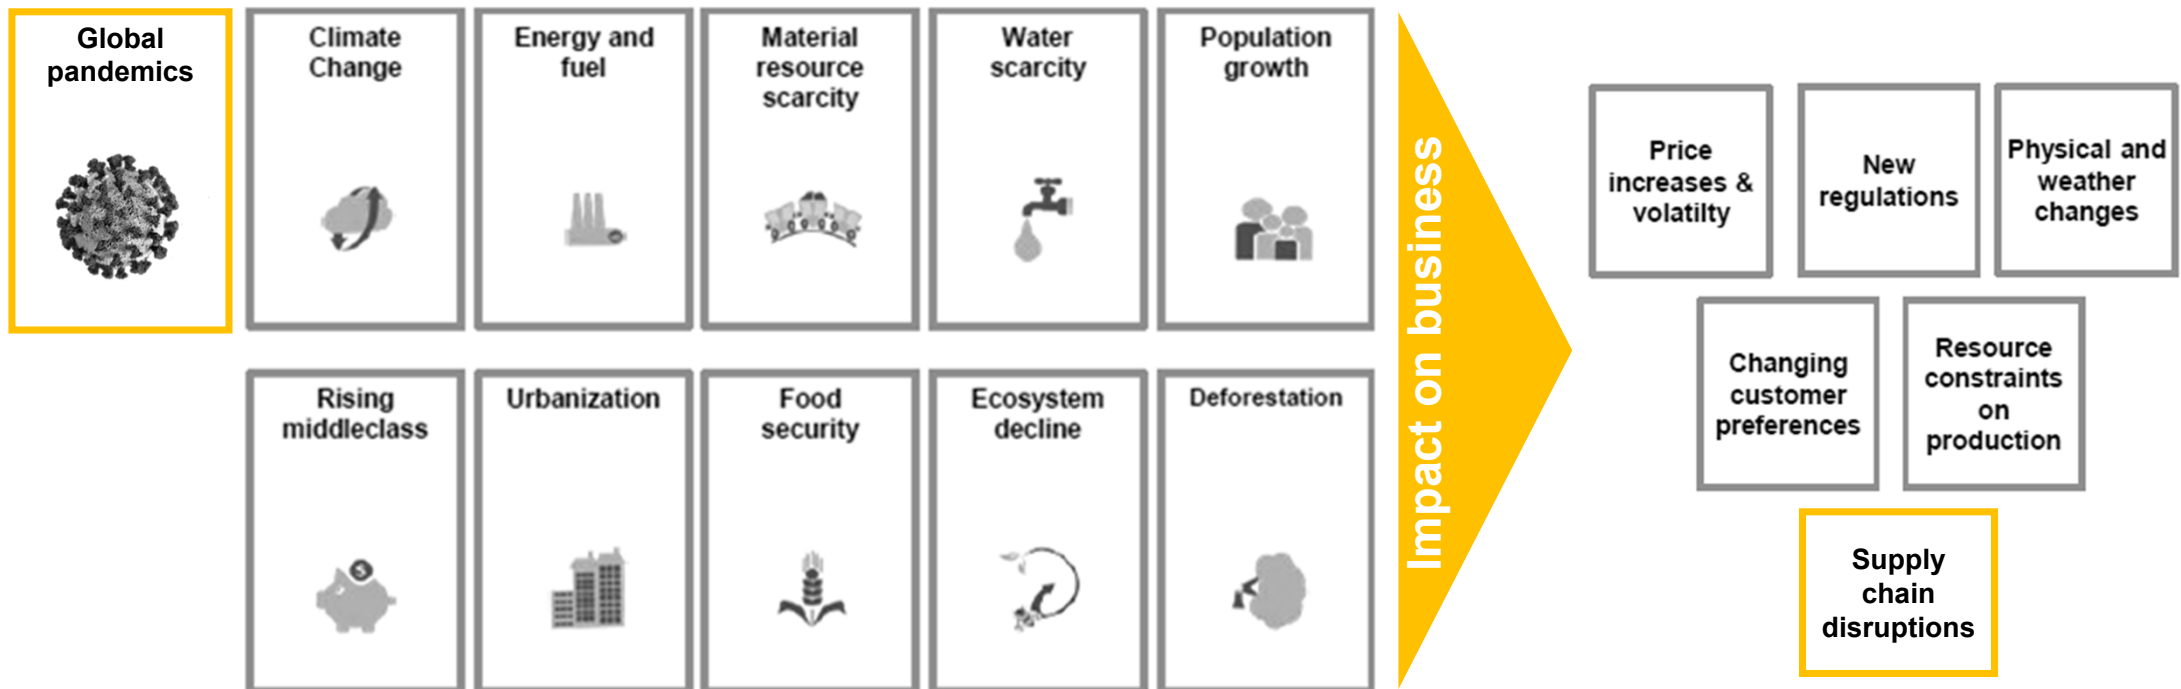 Global
pandemics
Climate
Change
Energy and
fuel
Material
resource
scarcity
Water
scarcity
Population
growth
Rising
middleclass
Urbanization
Food
security
Ecosystem
decline
Deforestation
Impact on business
Price
increases &
volatilty
New
regulations
Physical and
weather
changes
Changing
customer
preferences
Resource
constraints
on
production
Supply
chain
disruptions